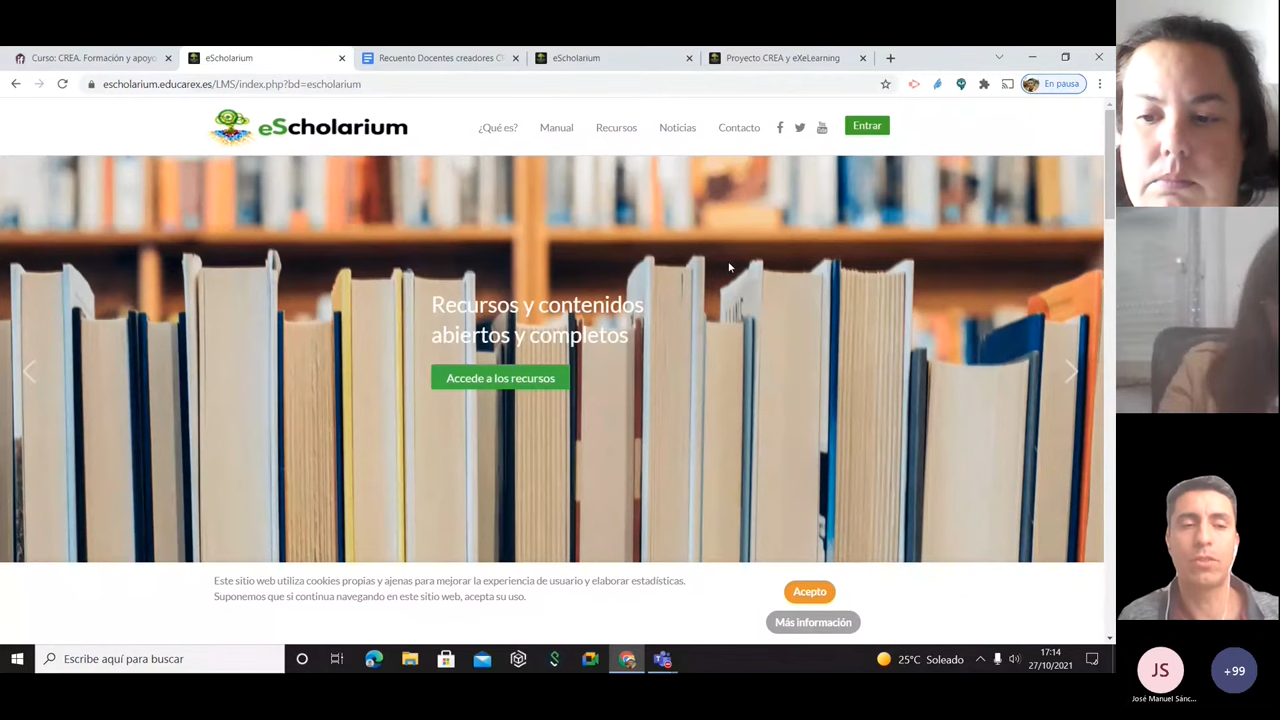 Curso: CREA. Formación y apoyo
eScholarium
Recuento Docentes creadores C
eScholarium
Proyecto CREA y eXeLearning
escholarium.educarex.es/LMS/index.php?bd=escholarium
En pausa
eScholarium
¿Qué es?
Manual
Recursos
Noticias
Contacto
Entrar
Recursos y contenidos
abiertos y completos
Accede a los recursos
Este sitio web utiliza cookies propias y ajenas para mejorar la experiencia de usuario y elaborar estadísticas.
Suponemos que si continua navegando en este sitio web, acepta su uso.
Acepto
Más información
Escribe aquí para buscar
25°C Soleado
17:14
27/10/2021
JS
José Manuel Sánc...
+99